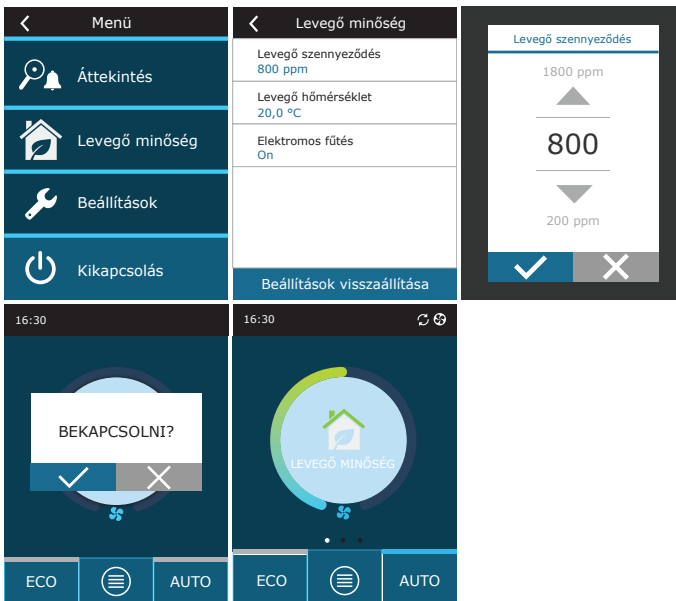 Menü
Áttekintés
Levegő minőség
Beállítások
Kikapcsolás
Levegő minőség
Levegő szennyeződés
800 ppm
Levegő hőmérséklet
20,0 °C
Elektromos fűtés
On
Beállítások visszaállítása
Levegő szennyeződés
1800 ppm
800
200 ppm
16:30
BEKAPCSOLNI?
ECO
AUTO
16:30
LEVEGŐ MINŐSÉG
ECO
AUTO